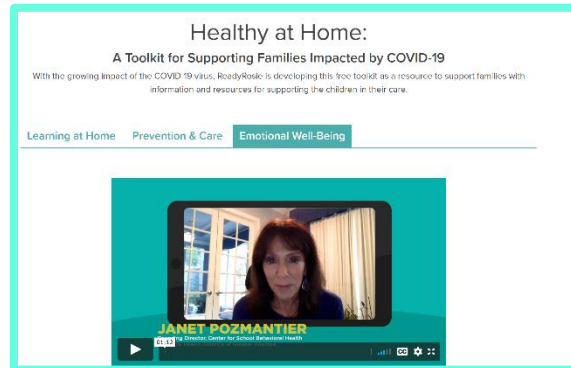 Healthy at Home:
A Toolkit for Supporting Families Impacted by COVID-19
With the growing impact of the COVID 19 virus, ReadyRosie is developing this free toolkit as a resource to support families with
information and resources for supporting the children in their care.
Learning at Home Prevention & Care Emotional Well-Being
JANET POZMANTIER
Director, Center for School Behavioral Health
01:12
CC